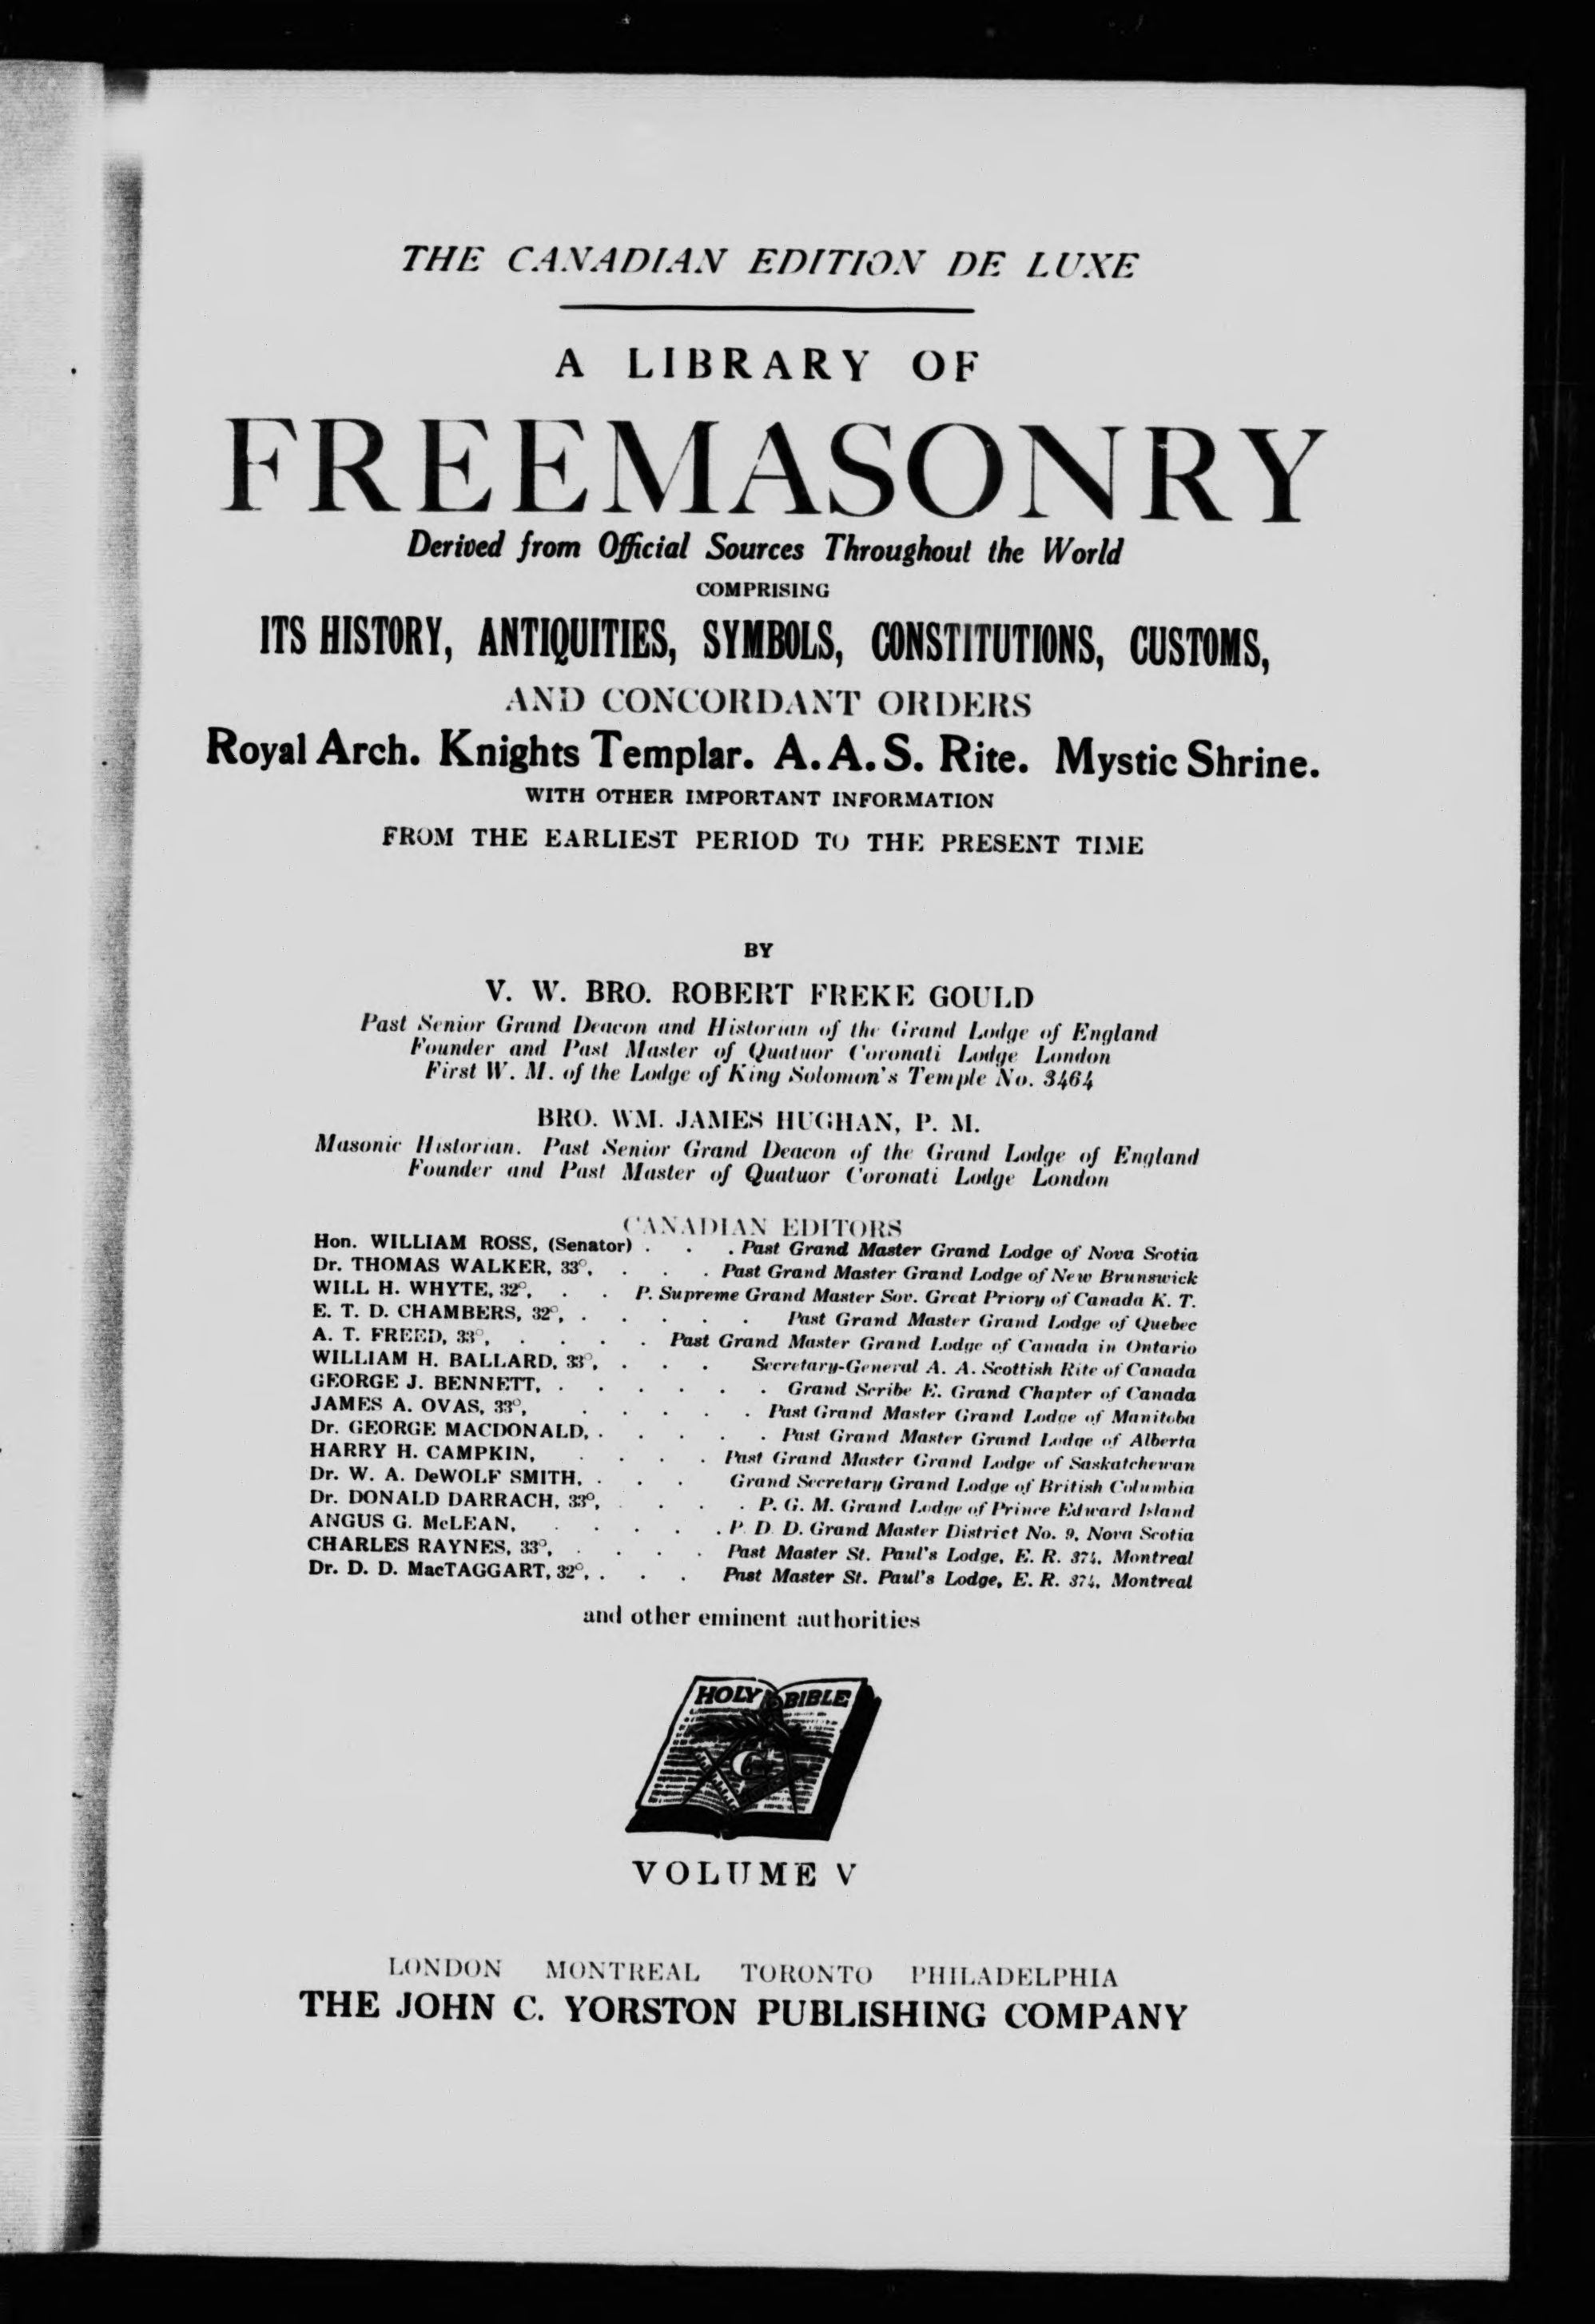 THE CANADIAN EDITION DE LUXE
A LIBRARY OF
FREEMASONRY
Derived from Official Sources Throughout the World
COMPRISING
ITS HISTORY, ANTIQUITIES, SYMBOLS, CONSTITUTIONS, CUSTOMS,
AND CONCORDANT ORDERS
Royal Arch. Knights Templar. A. A. S. Rite. Mystic Shrine.
WITH OTHER IMPORTANT INFORMATION
FROM THE EARLIEST PERIOD TO THE PRESENT TIME
BY
V. W. BRO. ROBERT FREKE GOULD
Past Senior Grand Deacon and Historian of the Grand Lodge of England
Founder and Past Master of Quatuor Coronati Lodge London
First W. M. of the Lodge of King Solomon's Temple No. 3464
BRO. WM. JAMES HUGHAN, P. M.
Masonic Historian. Past Senior Grand Deacon of the Grand Lodge of England
Founder and Past Master of Quatuor Coronati Lodge London
CANADIAN EDITORS
Hon. WILLIAM ROSS, (Senator) . . . Past Grand Master Grand Lodge of Nova Scotia
Dr. THOMAS WALKER, 33°, . . . Past Grand Master Grand Lodge of New Brunswick
WILL H. WHYTE, 32°, . . P. Supreme Grand Master Sov. Great Priory of Canada K. T.
E. T. D. CHAMBERS, 32°, . . . . . Past Grand Master Grand Lodge of Quebec
A. T. FREED, 33°, . . . . Past Grand Master Grand Lodge of Canada in Ontario
WILLIAM H. BALLARD, 33°, . . . Secretary-General A. A. Scottish Rite of Canada
GEORGE J. BENNETT, . . . . . . Grand Scribe E. Grand Chapter of Canada
JAMES A. OVAS, 33°, . . . . . Past Grand Master Grand Lodge of Manitoba
Dr. GEORGE MACDONALD, . . . . . Past Grand Master Grand Lodge of Alberta
HARRY H. CAMPKIN, . . . . Past Grand Master Grand Lodge of Saskatchewan
Dr. W. A. DeWOLF SMITH, . . . Grand Secretary Grand Lodge of British Columbia
Dr. DONALD DARRACH, 33°, . . . . P. G. M. Grand Lodge of Prince Edward Island
ANGUS G. McLEAN, . . . . . P. D. D. Grand Master District No. 9, Nova Scotia
CHARLES RAYNES, 33°, . . . . Past Master St. Paul's Lodge, E. R. 374, Montreal
Dr. D. D. MacTAGGART, 32°, . . . Past Master St. Paul's Lodge, E. R. 374, Montreal
and other eminent authorities
HOLY BIBLE
G
VOLUME V
LONDON MONTREAL TORONTO PHILADELPHIA
THE JOHN C. YORSTON PUBLISHING COMPANY